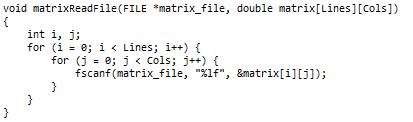 void matrixReadFile(FILE *matrix_file, double matrix[Lines][Cols])
{
    int i, j;
    for (i = 0; i < Lines; i++) {
        for (j = 0; j < Cols; j++) {
            fscanf(matrix_file, "%lf", &matrix[i][j]);
        }
    }
}